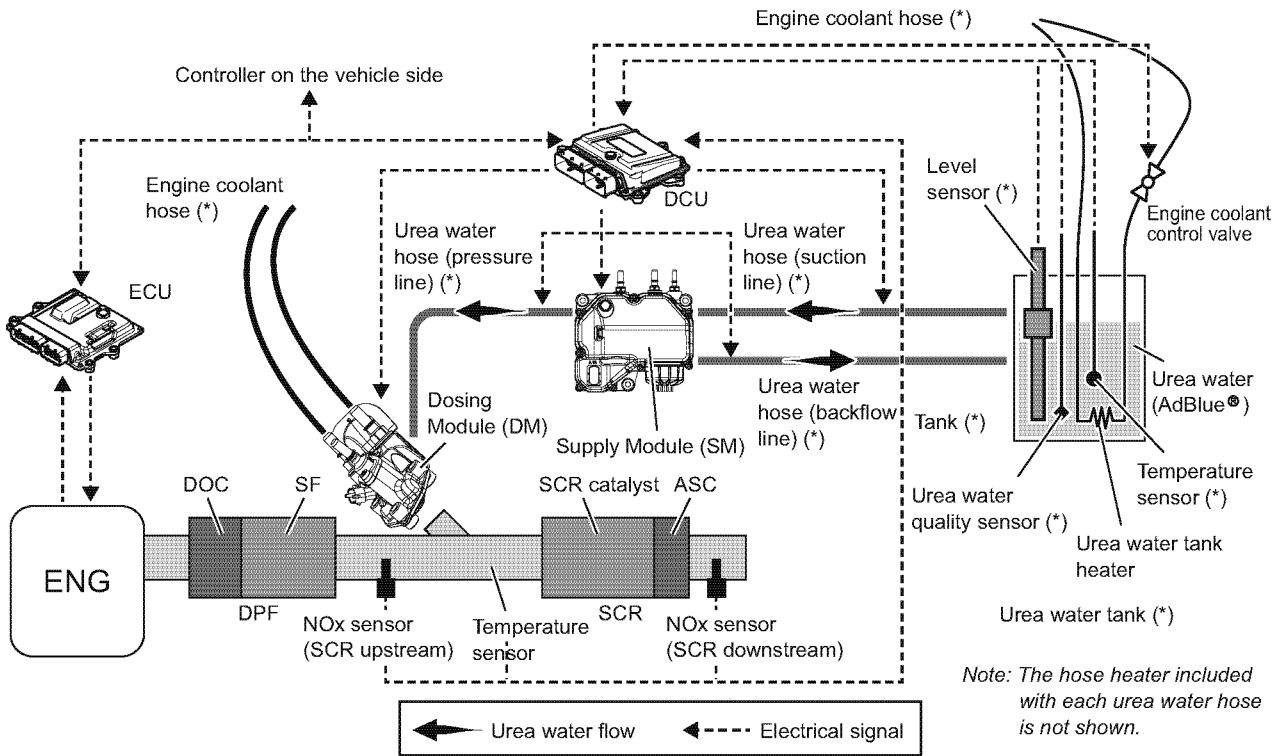 Engine coolant hose (*)
Controller on the vehicle side
Engine coolant
hose (*)
DCU
Level
sensor (*)
Engine coolant
control valve
Urea water
hose (pressure
line) (*)
Urea water
hose (suction
line) (*)
ECU
Dosing
Module (DM)
Supply Module (SM)
Urea water
hose (backflow
line) (*)
Tank (*)
Urea water
(AdBlue®)
Temperature
sensor (*)
Urea water
quality sensor (*)
Urea water tank
heater
DOC
SF
SCR catalyst
ASC
ENG
DPF
SCR
NOx sensor
(SCR upstream)
Temperature
sensor
NOx sensor
(SCR downstream)
Urea water tank (*)
Note: The hose heater included
with each urea water hose
is not shown.
Urea water flow
Electrical signal